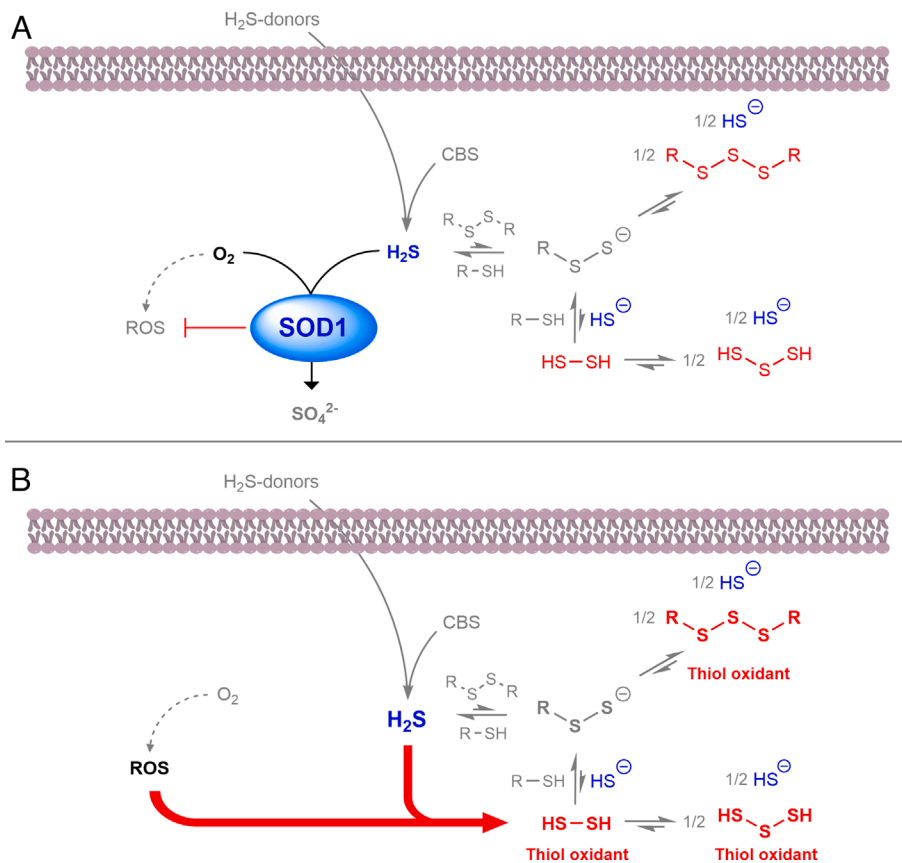 A
H₂S-donors
1/2 HS⊖
1/2 R S S R
CBS
R S S R
R S S⊖
O₂
H₂S
R–SH
ROS
SOD1
R–SH HS⊖
1/2 HS⊖
HS–SH
1/2 HS S SH
SO₄²⁻
B
H₂S-donors
1/2 HS⊖
1/2 R S S R
CBS
Thiol oxidant
R S S R
R S S⊖
O₂
H₂S
R–SH
ROS
R–SH HS⊖
1/2 HS⊖
HS–SH
1/2 HS S SH
Thiol oxidant
Thiol oxidant